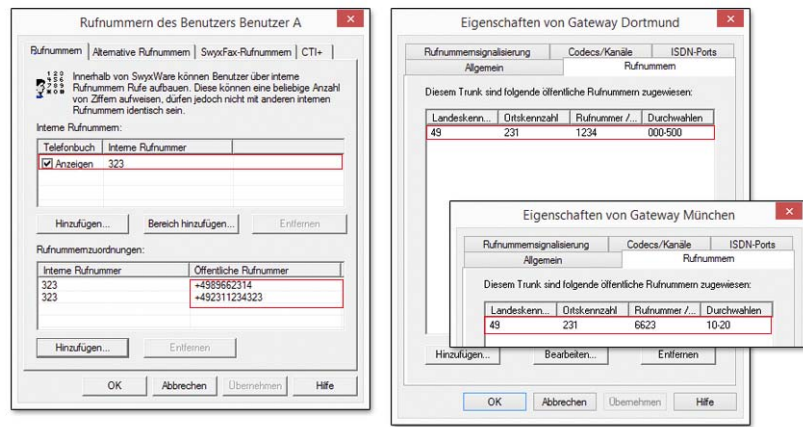 Rufnummern des Benutzers Benutzer A
Rufnummern Alternative Rufnummern SwyxFax-Rufnummern CTI+
Innerhalb von SwyxWare können Benutzer über interne
Rufnummern Rufe aufbauen. Diese können eine beliebige Anzahl
von Ziffern aufweisen, dürfen jedoch nicht mit anderen internen
Rufnummern identisch sein.
Interne Rufnummern:
Telefonbuch Interne Rufnummer
Anzeigen 323
Hinzufügen... Bereich hinzufügen... Entfernen
Rufnummernzuordnungen:
Interne Rufnummer Öffentliche Rufnummer
323 +4989662314
323 +492311234323
Hinzufügen... Entfernen
OK Abbrechen Übernehmen Hilfe
Eigenschaften von Gateway Dortmund
Rufnummernsignalisierung Codecs/Kanäle ISDN-Ports
Allgemein Rufnummern
Diesem Trunk sind folgende öffentliche Rufnummern zugewiesen:
Landeskenn... Ortskennzahl Rufnummer /... Durchwahlen
49 231 1234 000-500
Hinzufügen... Bearbeiten... Entfernen
OK Abbrechen Übernehmen Hilfe
Eigenschaften von Gateway München
Rufnummernsignalisierung Codecs/Kanäle ISDN-Ports
Allgemein Rufnummern
Diesem Trunk sind folgende öffentliche Rufnummern zugewiesen:
Landeskenn... Ortskennzahl Rufnummer /... Durchwahlen
49 231 6623 10-20